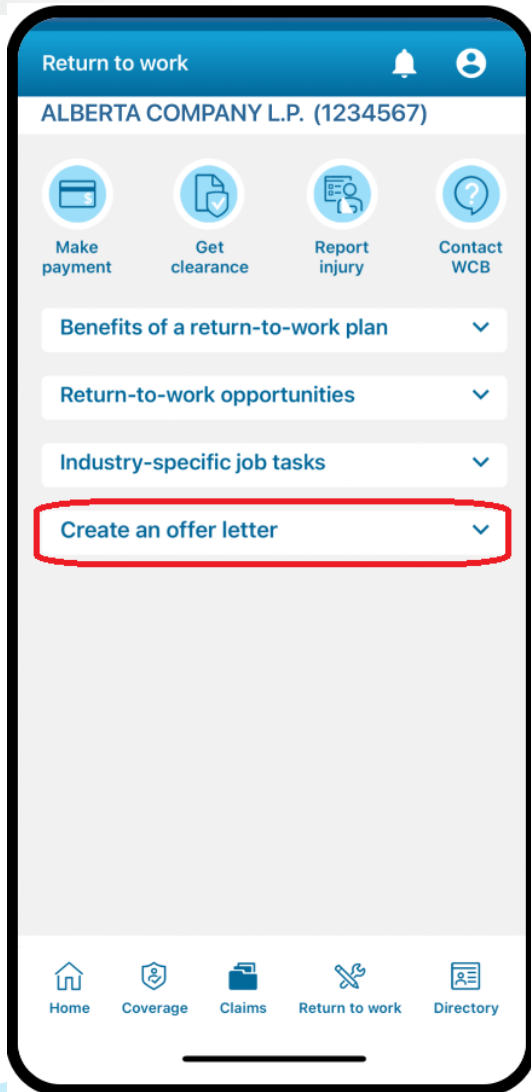 Return to work
ALBERTA COMPANY L.P. (1234567)
Make payment
Get clearance
Report injury
Contact WCB
Benefits of a return-to-work plan
Return-to-work opportunities
Industry-specific job tasks
Create an offer letter
Home
Coverage
Claims
Return to work
Directory